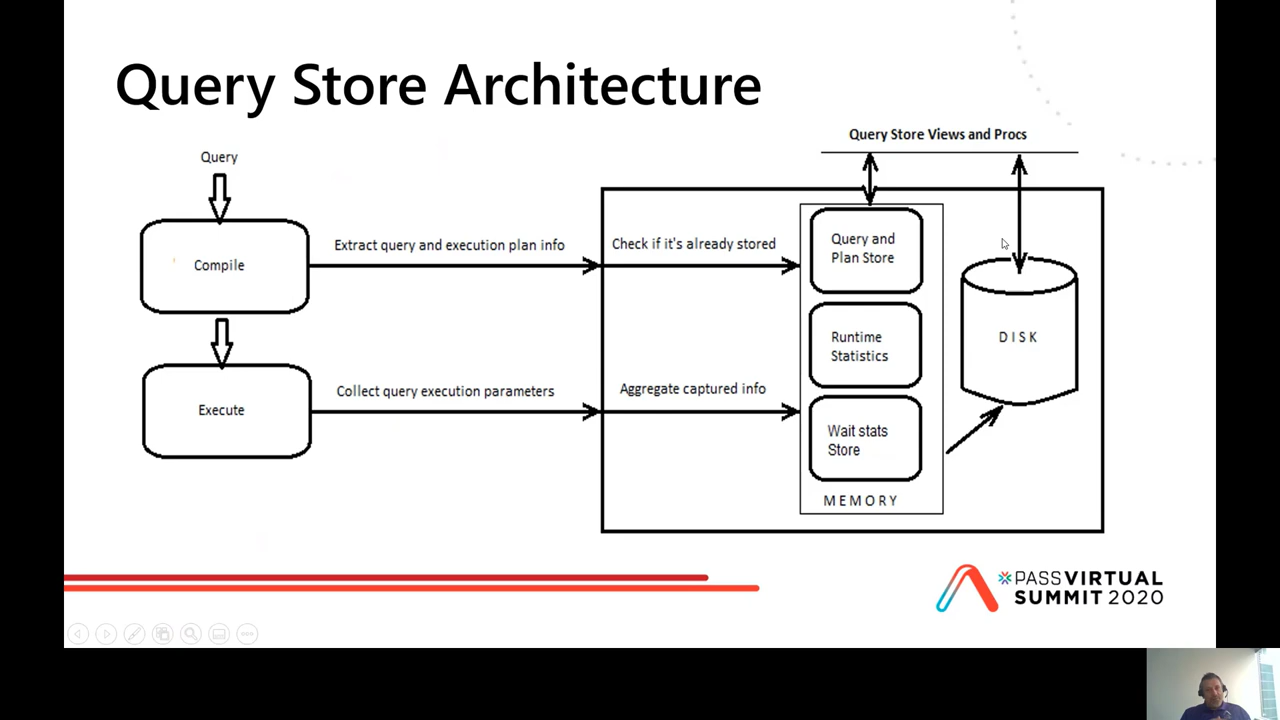 Query Store Architecture
Query Store Views and Procs
Query
Compile
Extract query and execution plan info
Check if it's already stored
Query and
Plan Store
Runtime
Statistics
D I S K
Execute
Collect query execution parameters
Aggregate captured info
Wait stats
Store
M E M O R Y
PASS VIRTUAL
SUMMIT 2020